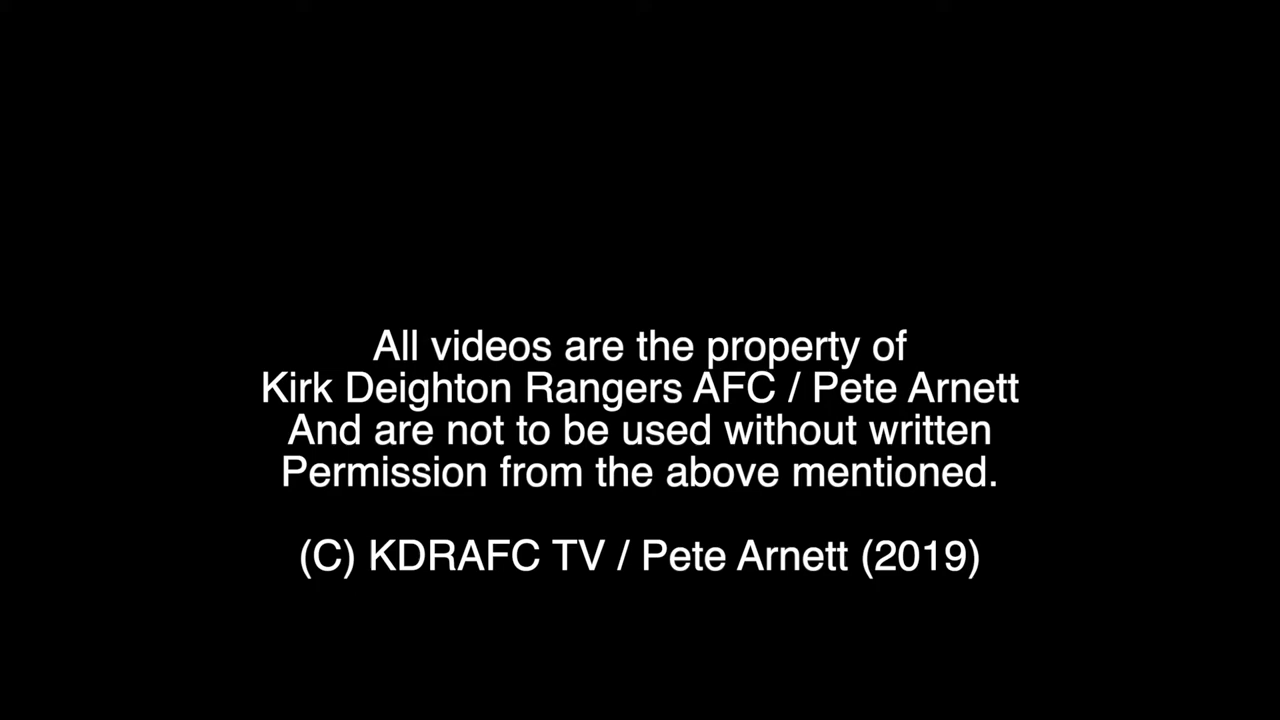 All videos are the property of
Kirk Deighton Rangers AFC / Pete Arnett
And are not to be used without written
Permission from the above mentioned.
(C) KDRAFC TV / Pete Arnett (2019)